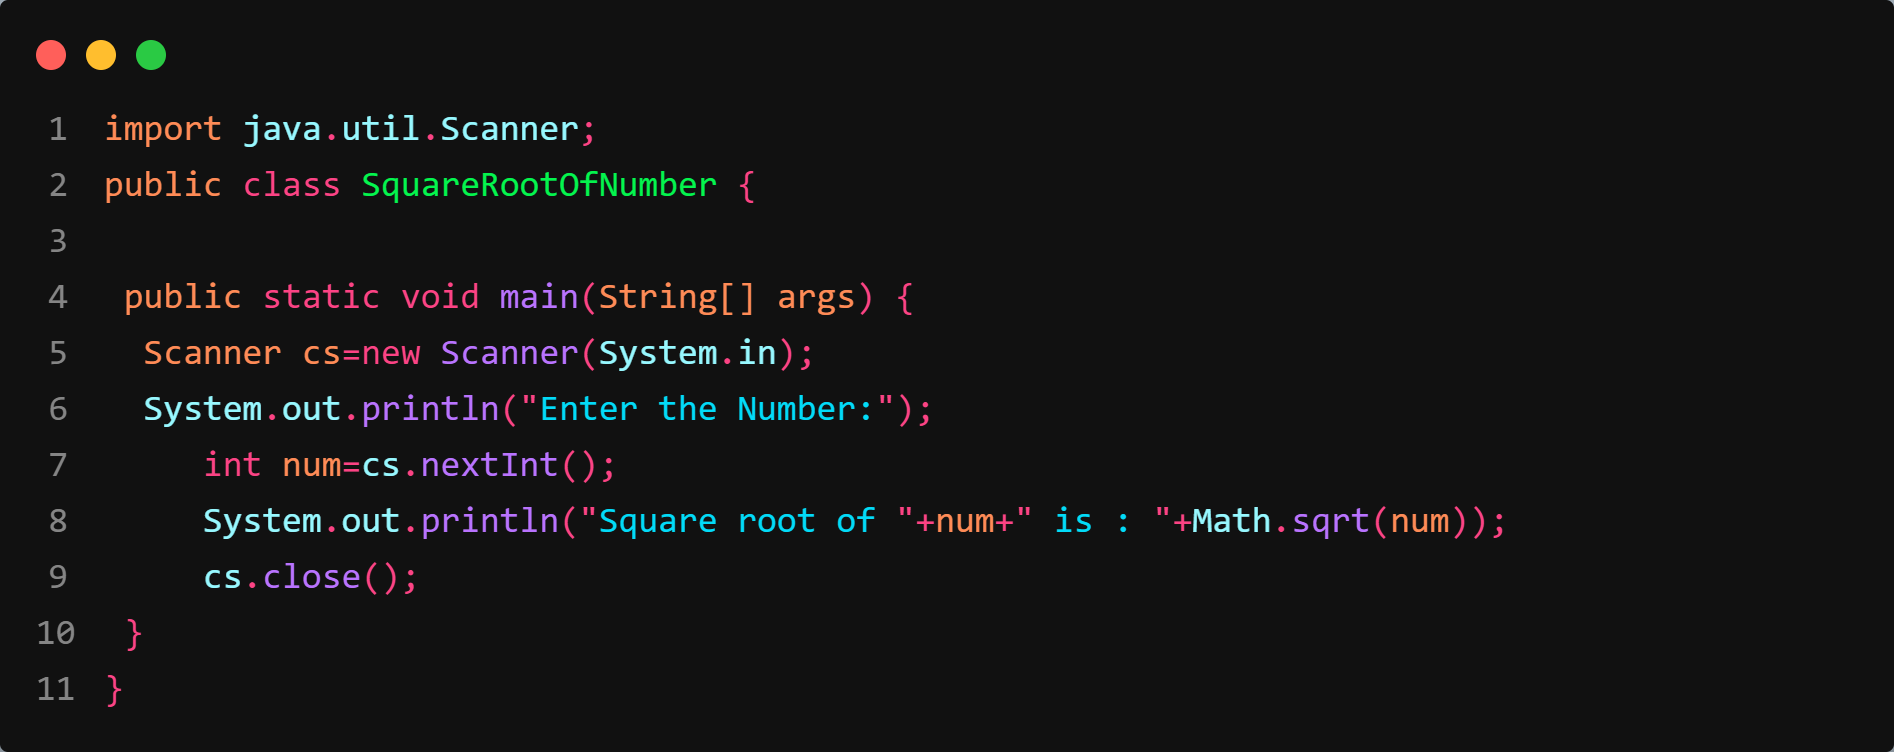 1 import java.util.Scanner;
2 public class SquareRootOfNumber {
3
4  public static void main(String[] args) {
5   Scanner cs=new Scanner(System.in);
6   System.out.println("Enter the Number:");
7      int num=cs.nextInt();
8      System.out.println("Square root of "+num+" is : "+Math.sqrt(num));
9      cs.close();
10  }
11 }